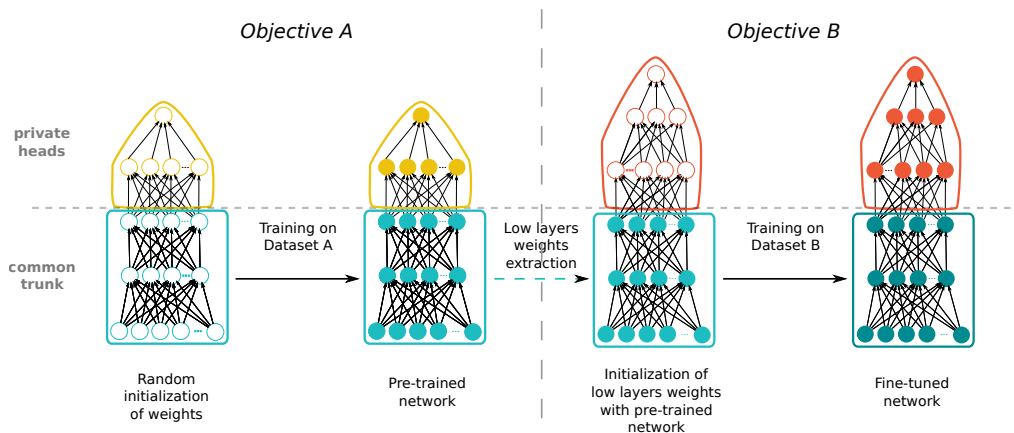 Objective A
Objective B
private
heads
common
trunk
Training on
Dataset A
Low layers
weights
extraction
Training on
Dataset B
Random
initialization
of weights
Pre-trained
network
Initialization of
low layers weights
with pre-trained
network
Fine-tuned
network